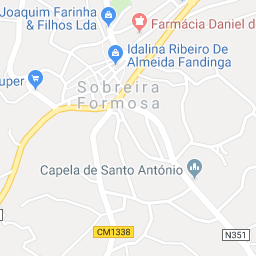 Joaquim Farinha
& Filhos Lda
Farmácia Daniel d
Idalina Ribeiro De
Almeida Fandinga
uper
Sobreira
Formosa
Capela de Santo António
CM1338
N351